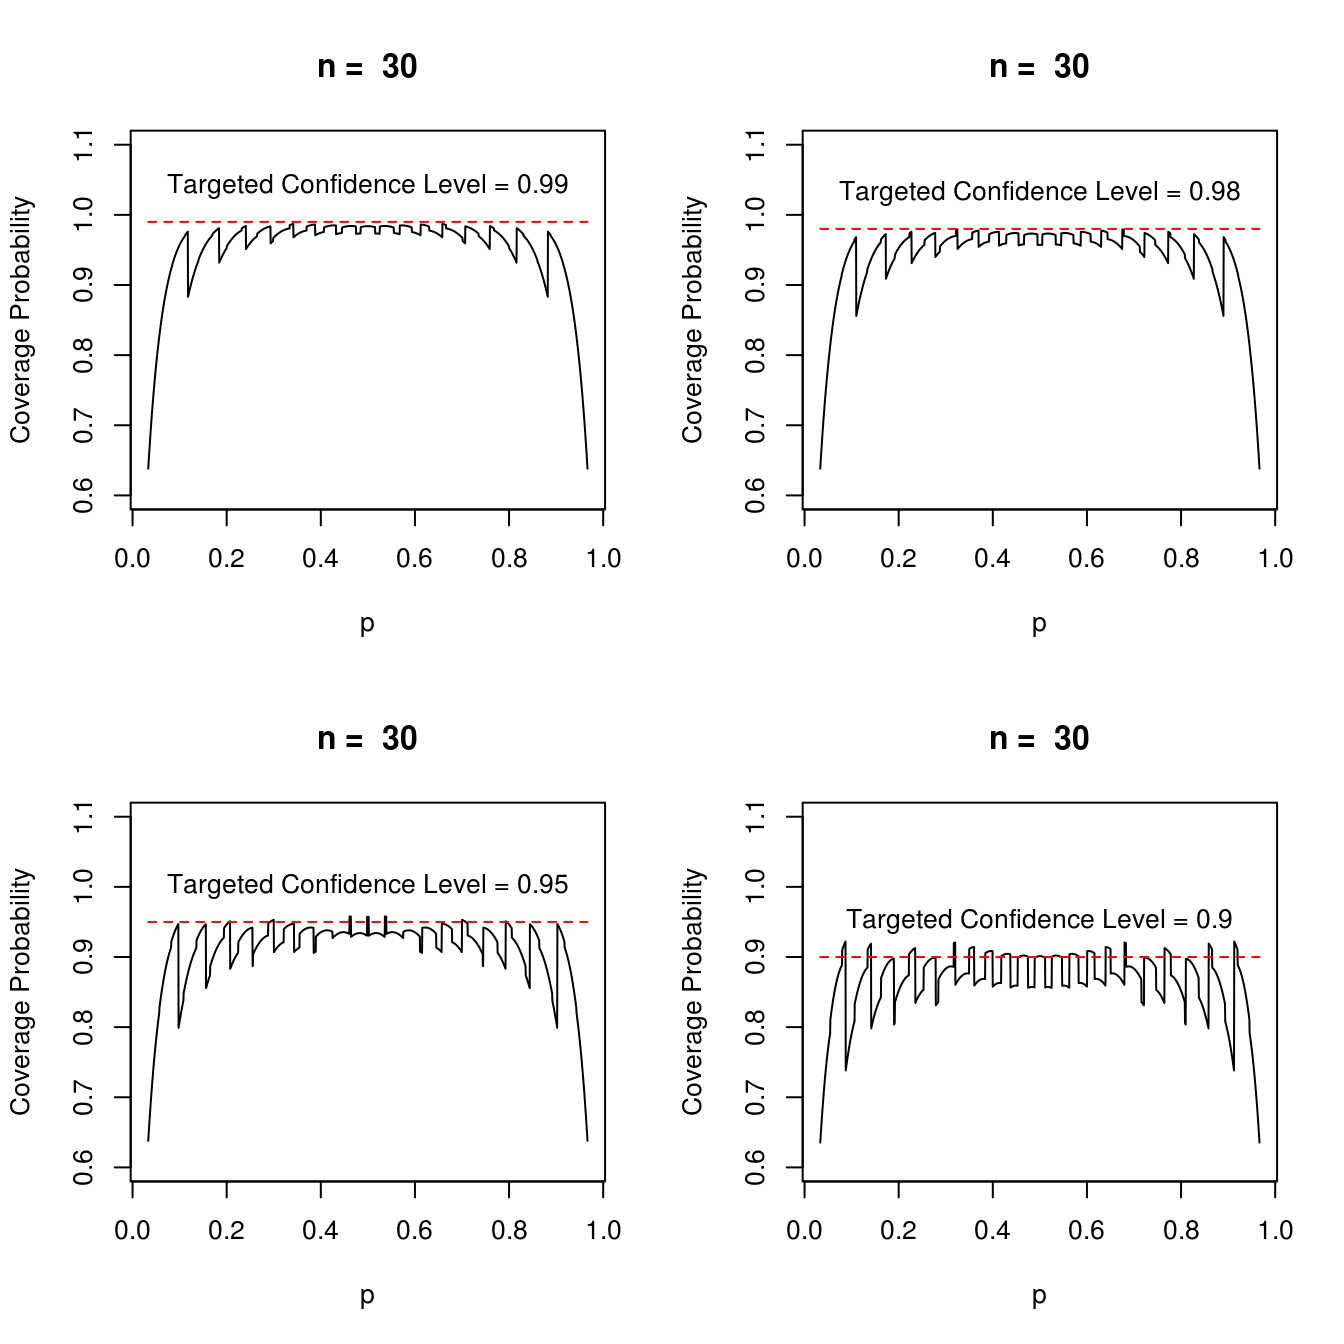 n =  30
Targeted Confidence Level = 0.99
Coverage Probability
0.6 0.7 0.8 0.9 1.0 1.1
0.0 0.2 0.4 0.6 0.8 1.0
p
n =  30
Targeted Confidence Level = 0.98
Coverage Probability
0.6 0.7 0.8 0.9 1.0 1.1
0.0 0.2 0.4 0.6 0.8 1.0
p
n =  30
Targeted Confidence Level = 0.95
Coverage Probability
0.6 0.7 0.8 0.9 1.0 1.1
0.0 0.2 0.4 0.6 0.8 1.0
p
n =  30
Targeted Confidence Level = 0.9
Coverage Probability
0.6 0.7 0.8 0.9 1.0 1.1
0.0 0.2 0.4 0.6 0.8 1.0
p